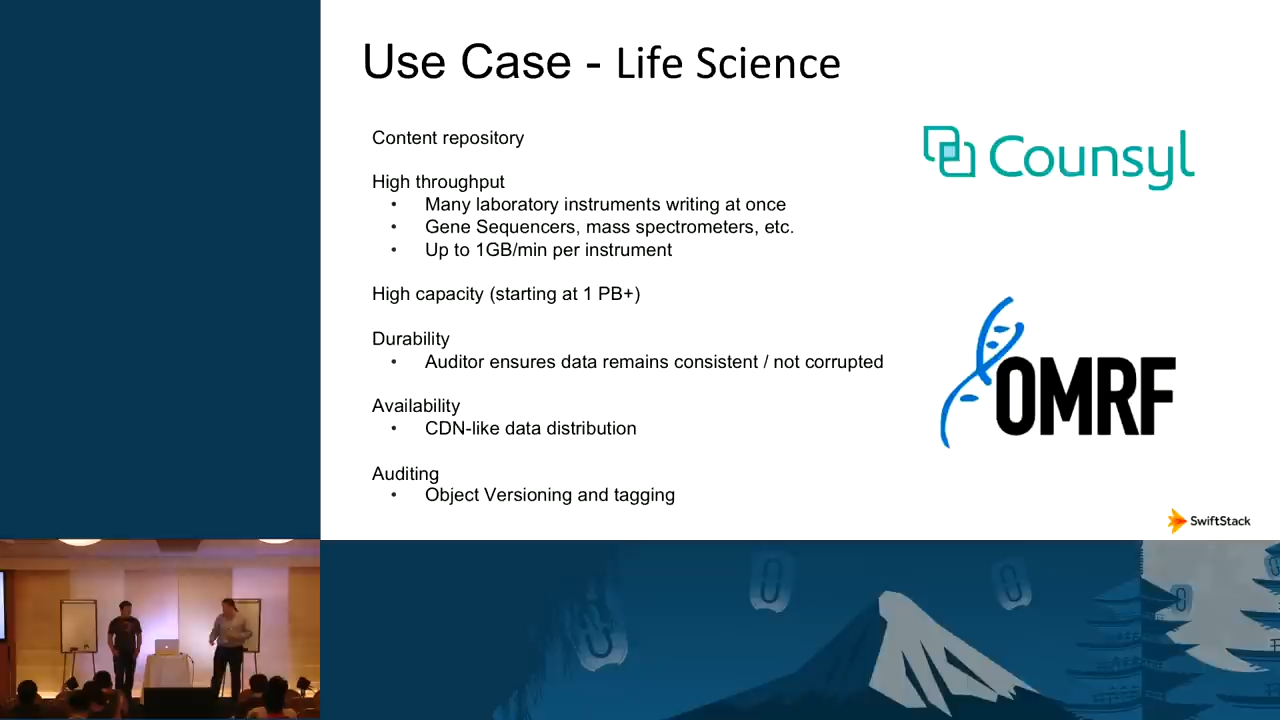 Use Case - Life Science
Content repository
High throughput
• Many laboratory instruments writing at once
• Gene Sequencers, mass spectrometers, etc.
• Up to 1GB/min per instrument
High capacity (starting at 1 PB+)
Durability
• Auditor ensures data remains consistent / not corrupted
Availability
• CDN-like data distribution
Auditing
• Object Versioning and tagging
Counsyl
OMRF
SwiftStack